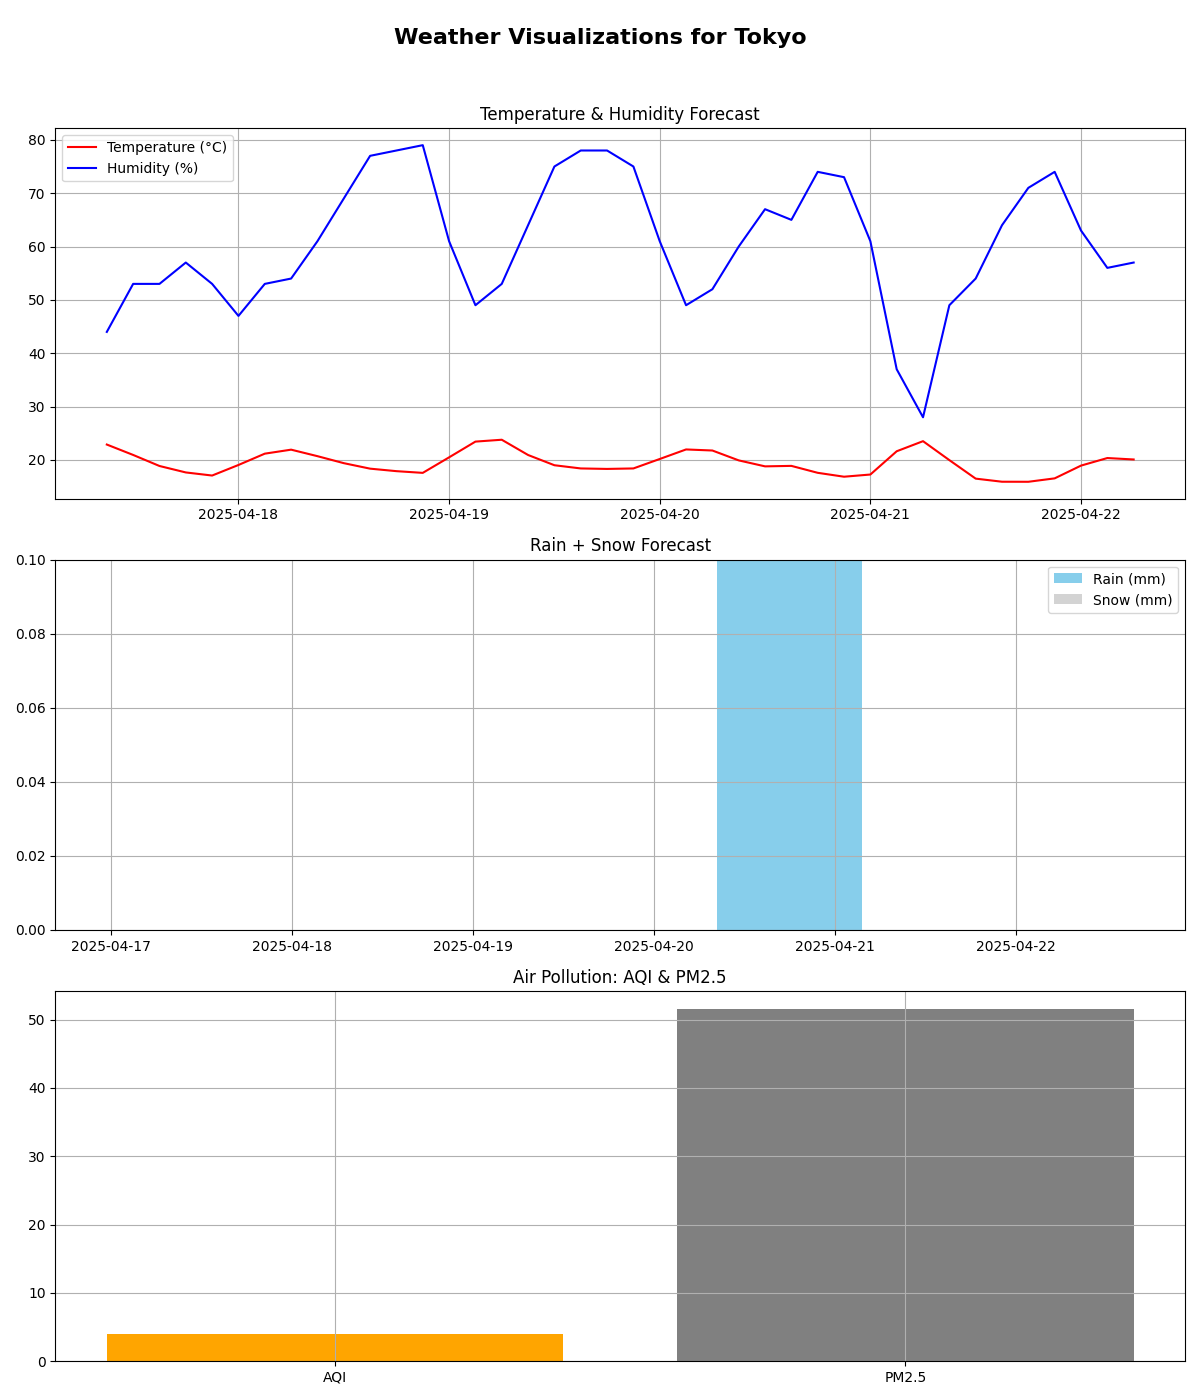 Weather Visualizations for Tokyo
Temperature & Humidity Forecast
Temperature (°C)
Humidity (%)
80
70
60
50
40
30
20
2025-04-18 2025-04-19 2025-04-20 2025-04-21 2025-04-22
Rain + Snow Forecast
Rain (mm)
Snow (mm)
0.10
0.08
0.06
0.04
0.02
0.00
2025-04-17 2025-04-18 2025-04-19 2025-04-20 2025-04-21 2025-04-22
Air Pollution: AQI & PM2.5
50
40
30
20
10
0
AQI PM2.5